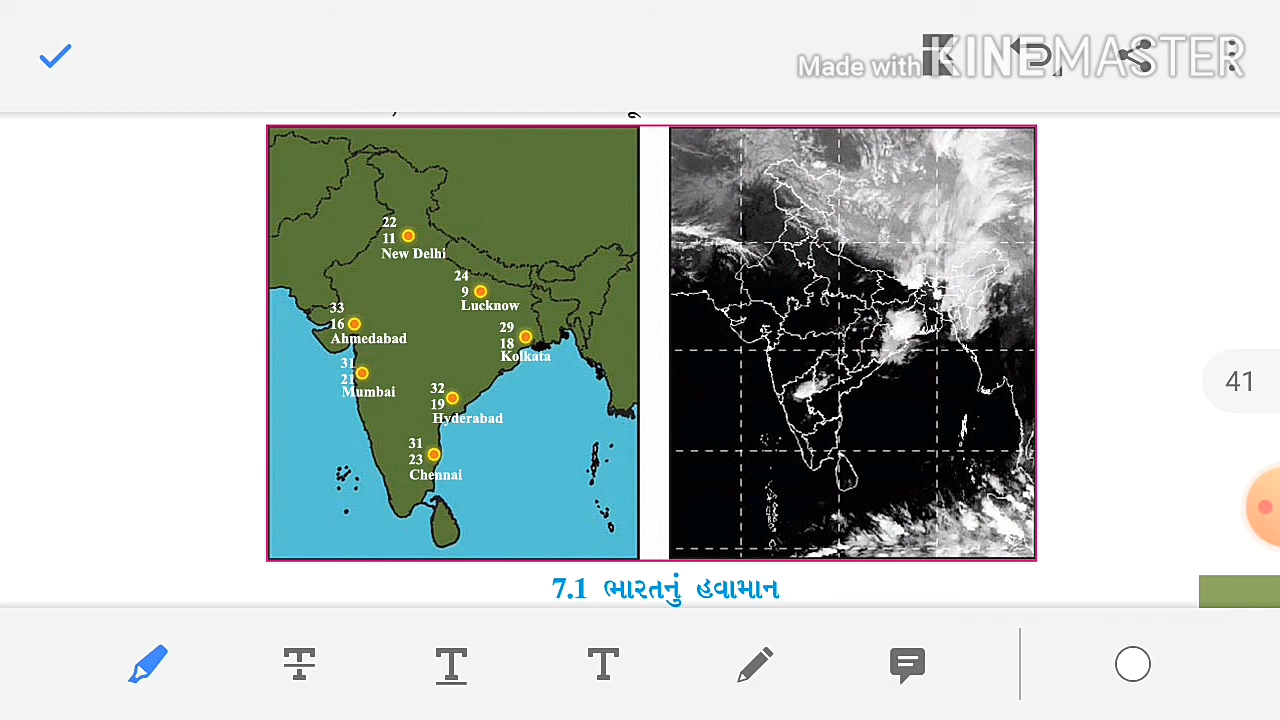 Made with KINEMASTER
22
11
New Delhi
24
9
Lucknow
33
16
Ahmedabad
29
18
Kolkata
31
21
Mumbai
32
19
Hyderabad
31
23
Chennai
41
7.1 ભારતનું હવામાન
T
T
T